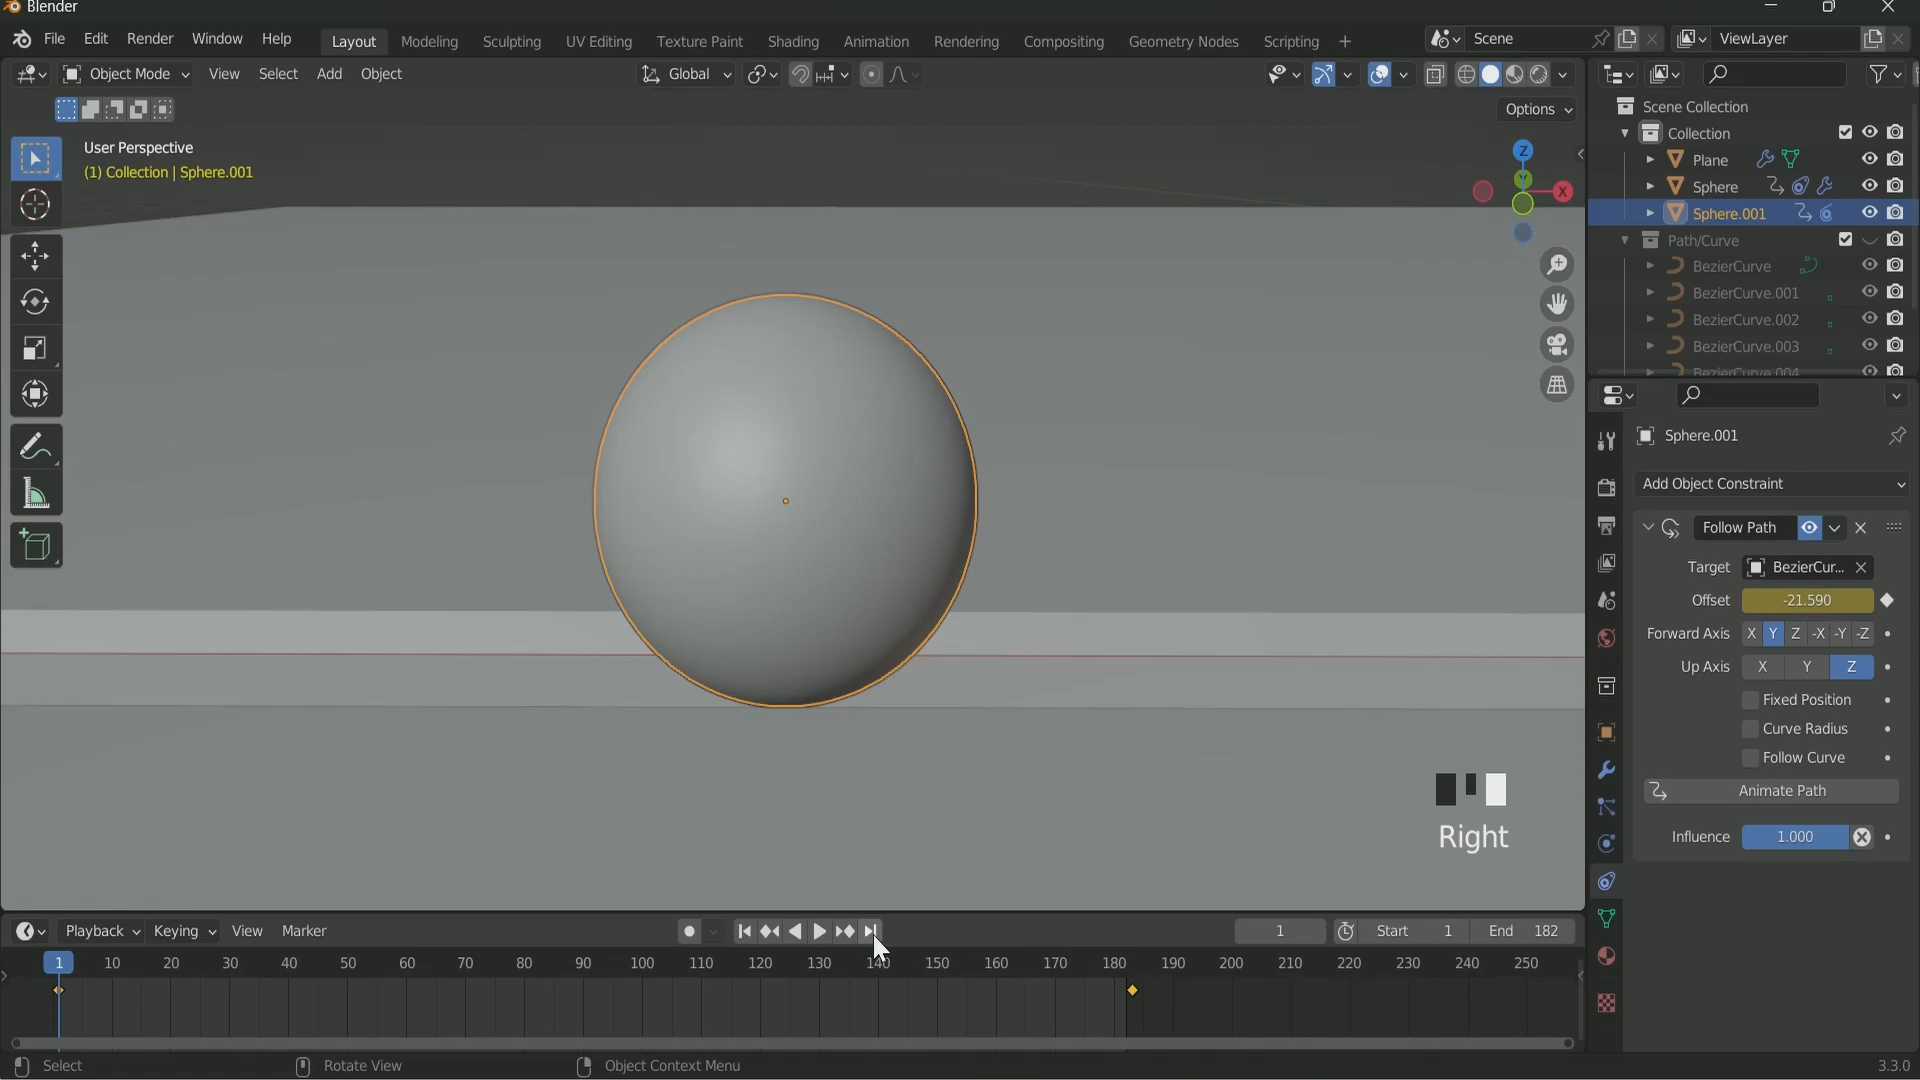 Blender
File Edit Render Window Help Layout Modeling Sculpting UV Editing Texture Paint Shading Animation Rendering Compositing Geometry Nodes Scripting + Scene ViewLayer
Object Mode View Select Add Object Global
Options
User Perspective
(1) Collection | Sphere.001
Z
X
Scene Collection
Collection
Plane
Sphere
Sphere.001
Path/Curve
BezierCurve
BezierCurve.001
BezierCurve.002
BezierCurve.003
BezierCurve.004
Sphere.001
Add Object Constraint
Follow Path
Target BezierCur...
Offset -21.590
Forward Axis X Y Z -X -Y -Z
Up Axis X Y Z
Fixed Position
Curve Radius
Follow Curve
Animate Path
Influence 1.000
Right
Playback Keying View Marker 1 Start 1 End 182
1 10 20 30 40 50 60 70 80 90 100 110 120 130 140 150 160 170 180 190 200 210 220 230 240 250
Select Rotate View Object Context Menu 3.3.0